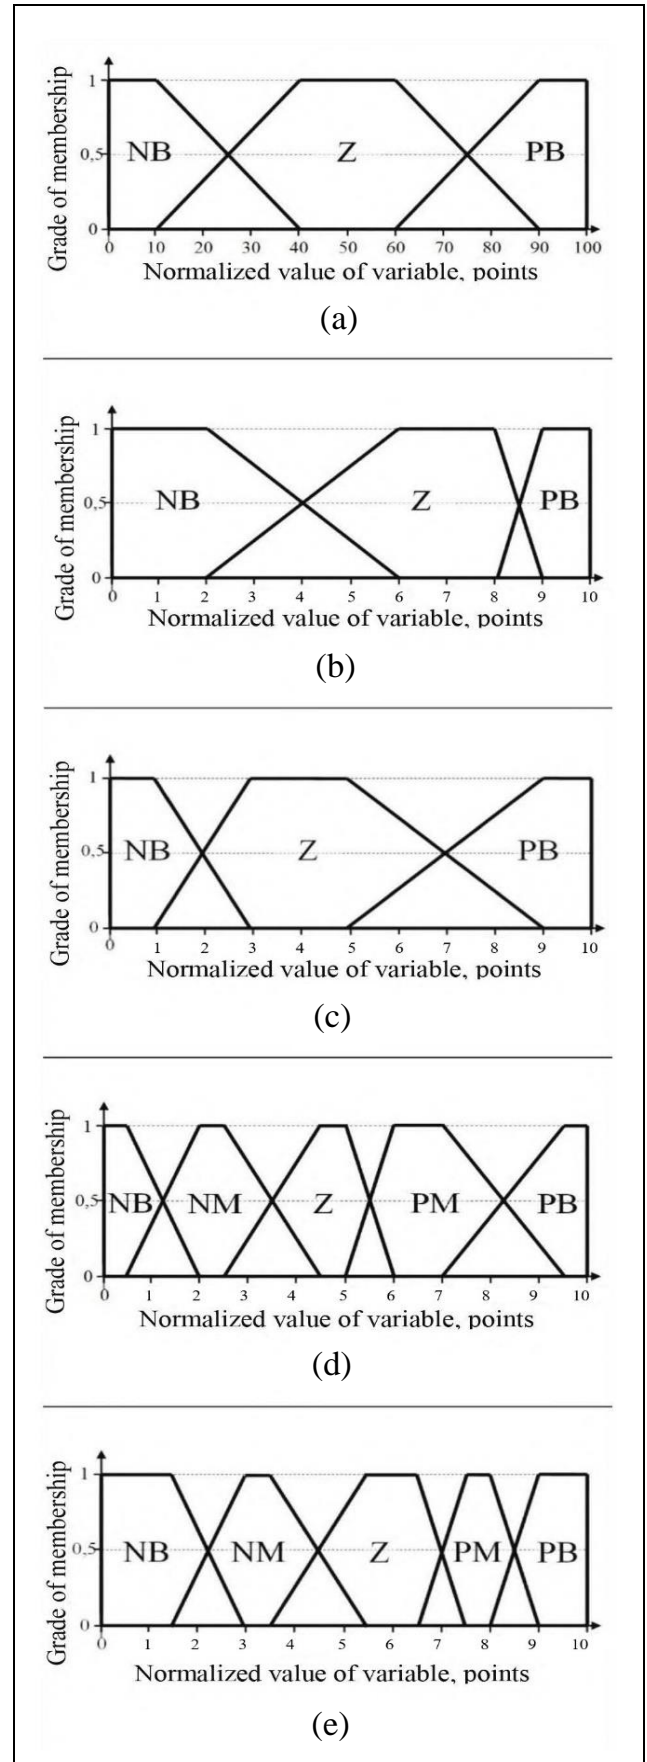 Grade of membership
1
0,5
0
NB Z PB
0 10 20 30 40 50 60 70 80 90 100
Normalized value of variable, points
(a)
Grade of membership
1
0,5
0
NB Z PB
0 1 2 3 4 5 6 7 8 9 10
Normalized value of variable, points
(b)
Grade of membership
1
0,5
0
NB Z PB
0 1 2 3 4 5 6 7 8 9 10
Normalized value of variable, points
(c)
Grade of membership
1
0,5
0
NB NM Z PM PB
0 1 2 3 4 5 6 7 8 9 10
Normalized value of variable, points
(d)
Grade of membership
1
0,5
0
NB NM Z PM PB
0 1 2 3 4 5 6 7 8 9 10
Normalized value of variable, points
(e)